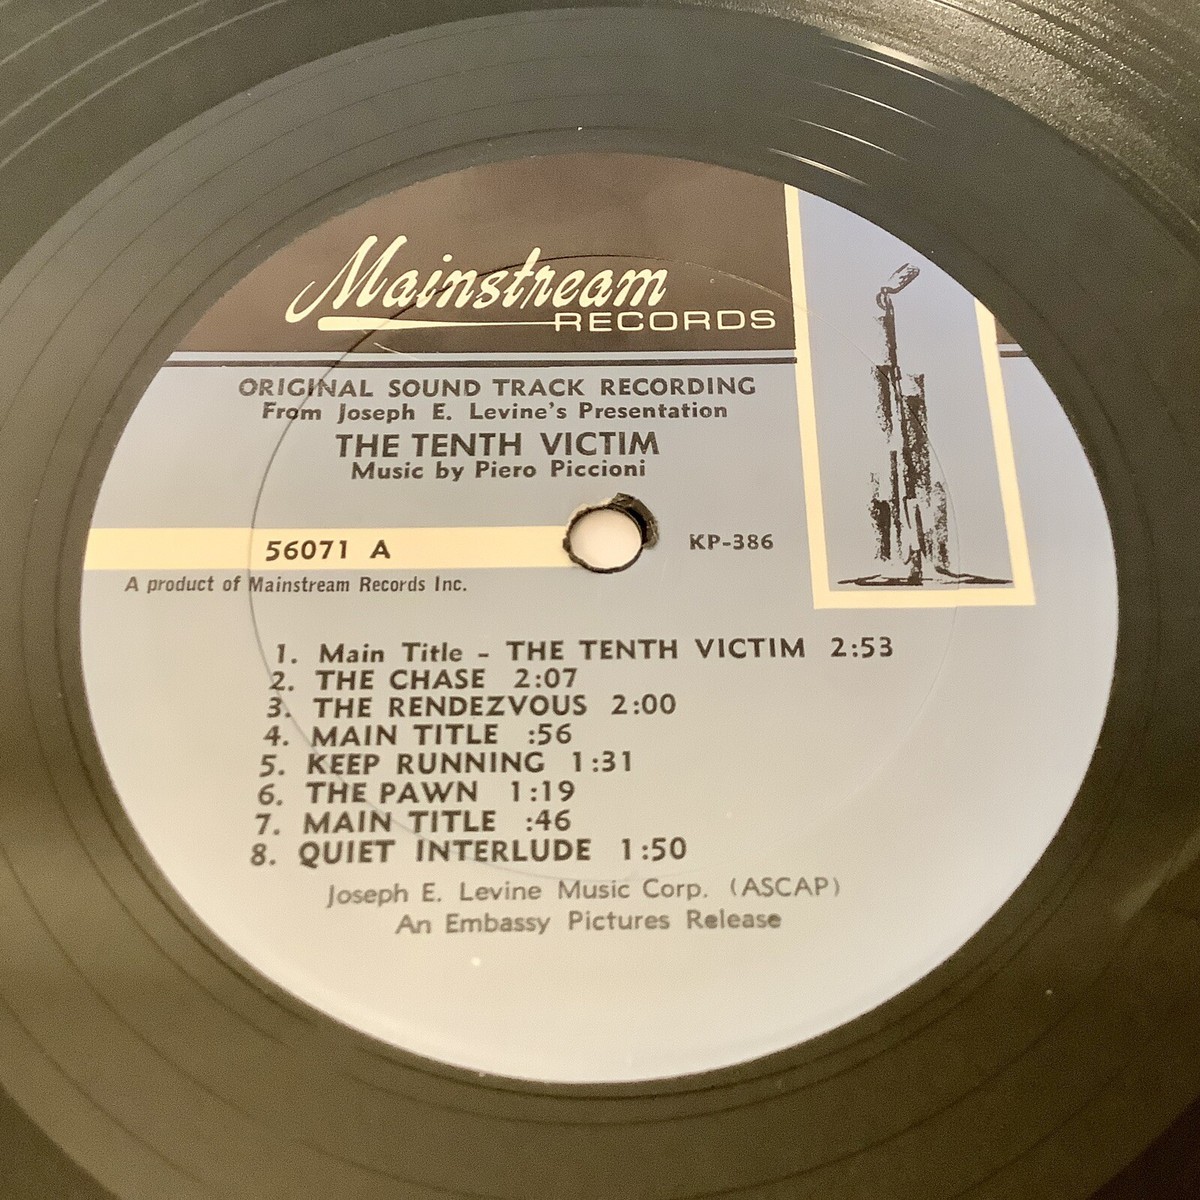 Mainstream
RECORDS
ORIGINAL SOUND TRACK RECORDING
From Joseph E. Levine's Presentation
THE TENTH VICTIM
Music by Piero Piccioni
56071 A
KP-386
A product of Mainstream Records Inc.
1. Main Title - THE TENTH VICTIM 2:53
2. THE CHASE 2:07
3. THE RENDEZVOUS 2:00
4. MAIN TITLE :56
5. KEEP RUNNING 1:31
6. THE PAWN 1:19
7. MAIN TITLE :46
8. QUIET INTERLUDE 1:50
Joseph E. Levine Music Corp. (ASCAP)
An Embassy Pictures Release